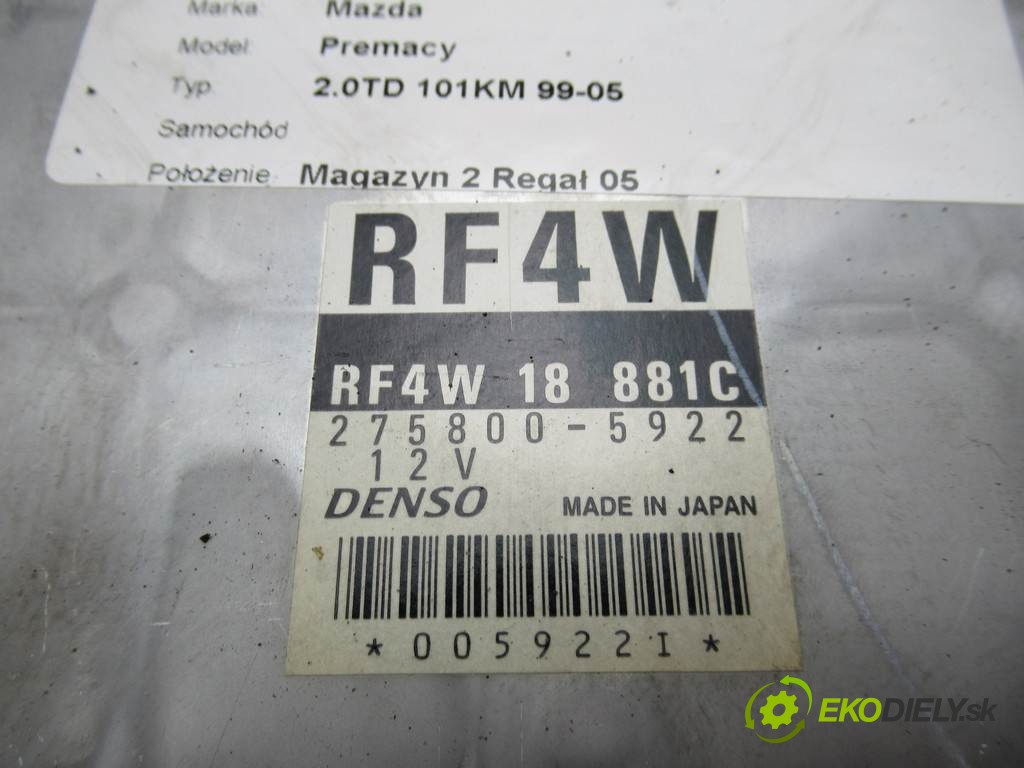 Marka: Mazda
Model: Premacy
Typ 2.0TD 101KM 99-05
Samochód
Położenie: Magazyn 2 Regał 05
RF4W
RF4W 18 881C
275800-5922
12V
DENSO MADE IN JAPAN
*005922I*
EKODIELY.sk